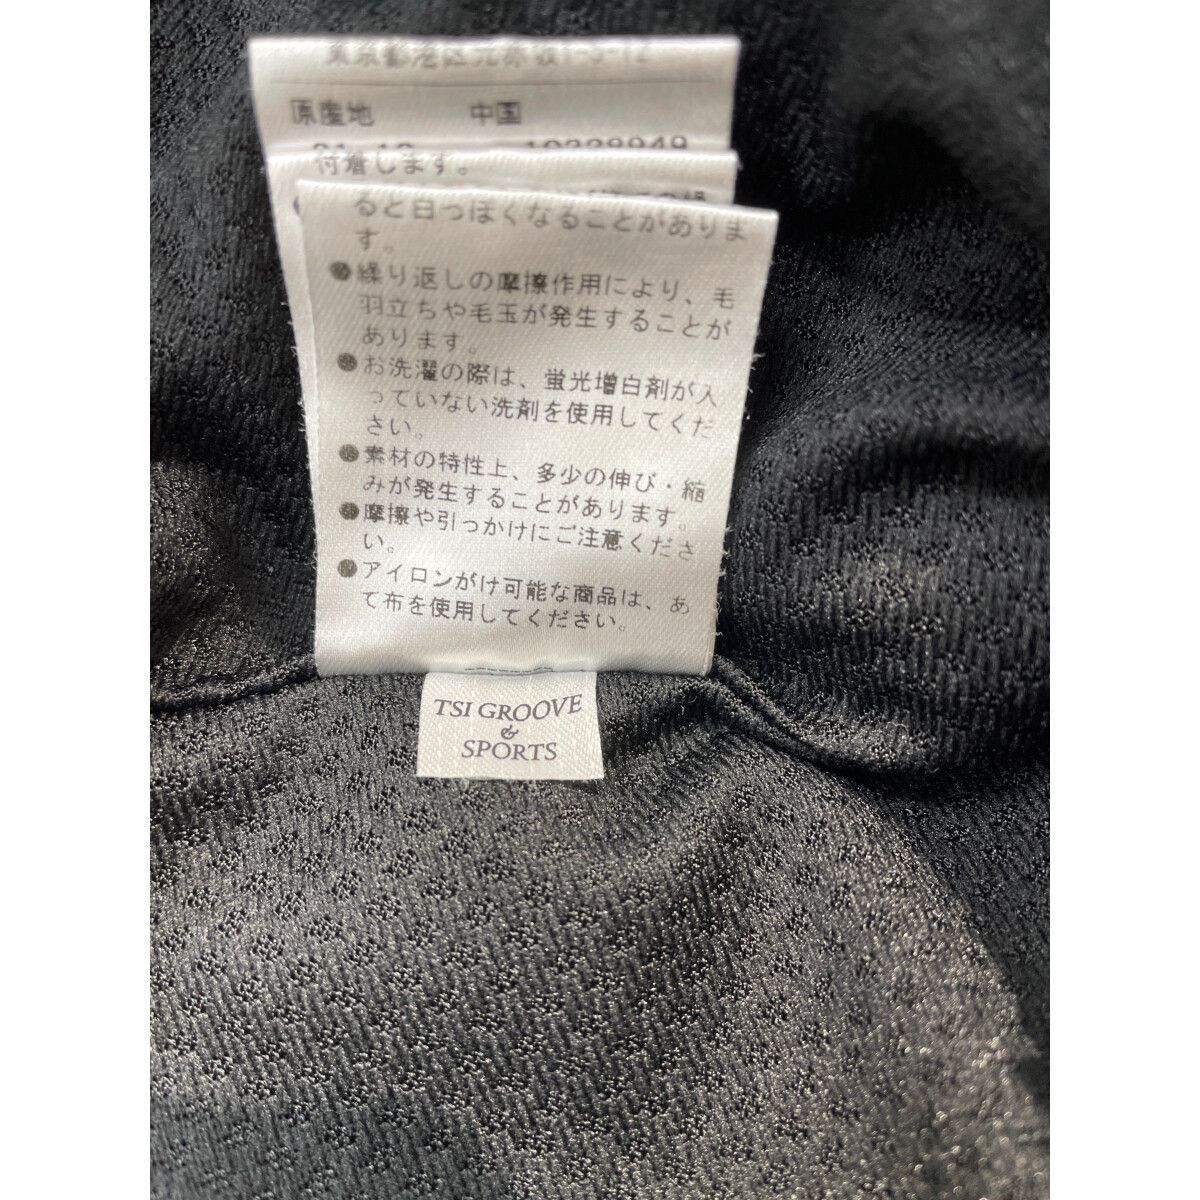 原産地 中国
付着します。
ると白っぽくなることがありま
す。
●繰り返しの摩擦作用により、毛
羽立ちや毛玉が発生することが
あります。
●お洗濯の際は、蛍光増白剤が入
っていない洗剤を使用してくだ
さい。
●素材の特性上、多少の伸び・縮
みが発生することがあります。
●摩擦や引っかけにご注意くださ
い。
●アイロンがけ可能な商品は、あ
て布を使用してください。
TSI GROOVE
&
SPORTS